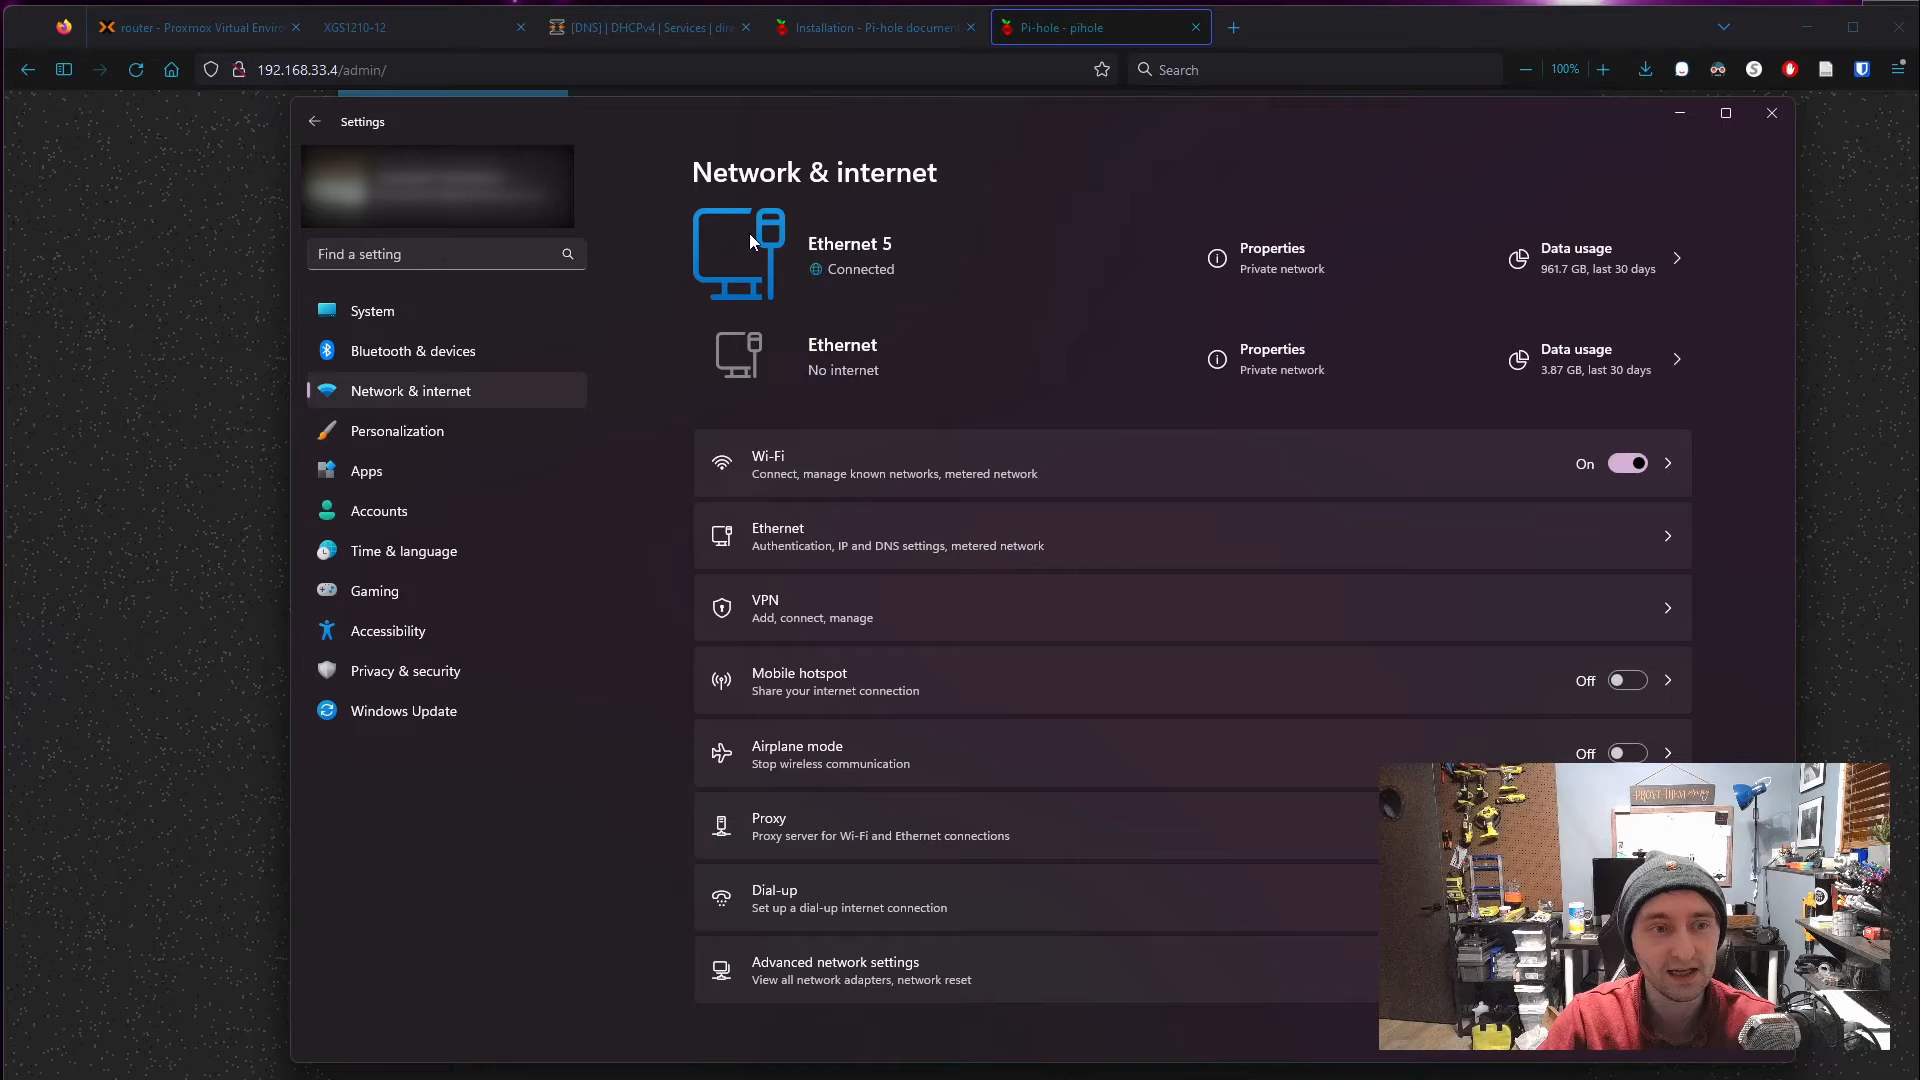 router - Proxmox Virtual Enviro
XGS1210-12
[DNS] | DHCPv4 | Services | dire
Installation - Pi-hole document
Pi-hole - pihole
192.168.33.4/admin/
100%
Search
Settings
Find a setting
System
Bluetooth & devices
Network & internet
Personalization
Apps
Accounts
Time & language
Gaming
Accessibility
Privacy & security
Windows Update
Network & internet
Ethernet 5
Connected
Properties
Private network
Data usage
961.7 GB, last 30 days
Ethernet
No internet
Properties
Private network
Data usage
3.87 GB, last 30 days
Wi-Fi
Connect, manage known networks, metered network
On
Ethernet
Authentication, IP and DNS settings, metered network
VPN
Add, connect, manage
Mobile hotspot
Share your internet connection
Off
Airplane mode
Stop wireless communication
Off
Proxy
Proxy server for Wi-Fi and Ethernet connections
Dial-up
Set up a dial-up internet connection
Advanced network settings
View all network adapters, network reset
PROVE THEM wrong